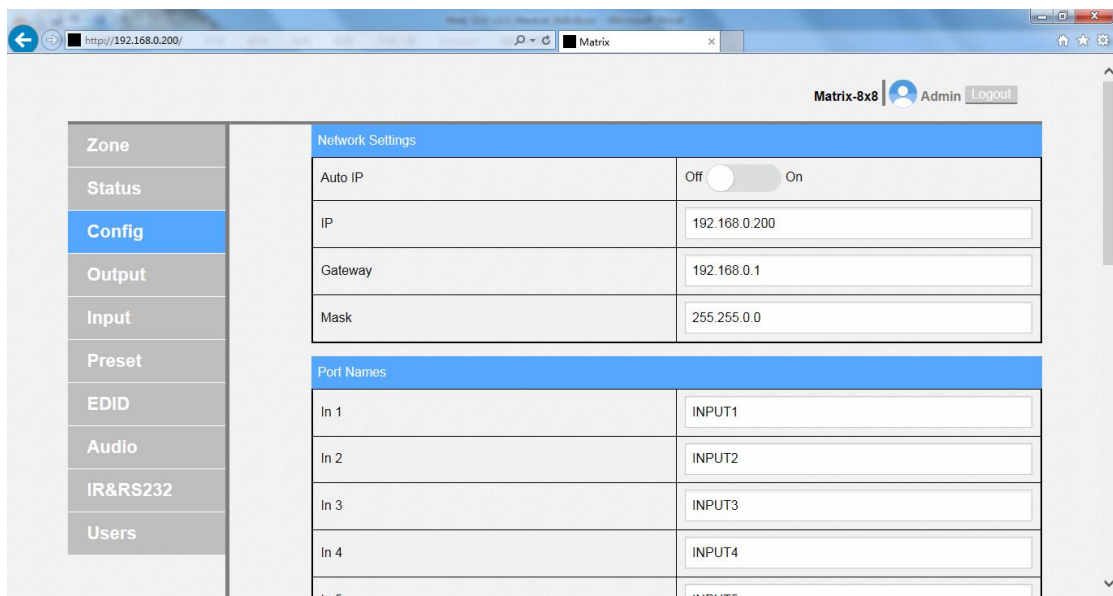 http://192.168.0.200/
Matrix
Matrix-8x8 Admin Logout
Zone
Status
Config
Output
Input
Preset
EDID
Audio
IR&RS232
Users
Network Settings
Auto IP Off On
IP 192.168.0.200
Gateway 192.168.0.1
Mask 255.255.0.0
Port Names
In 1 INPUT1
In 2 INPUT2
In 3 INPUT3
In 4 INPUT4